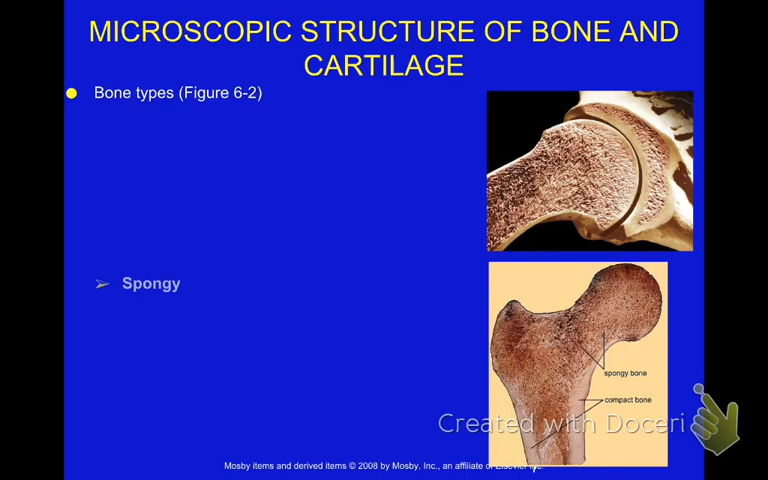 MICROSCOPIC STRUCTURE OF BONE AND
CARTILAGE
Bone types (Figure 6-2)
Spongy
spongy bone
compact bone
Created with Doceri
Mosby items and derived items © 2008 by Mosby, Inc., an affiliate of Elsevier Inc.